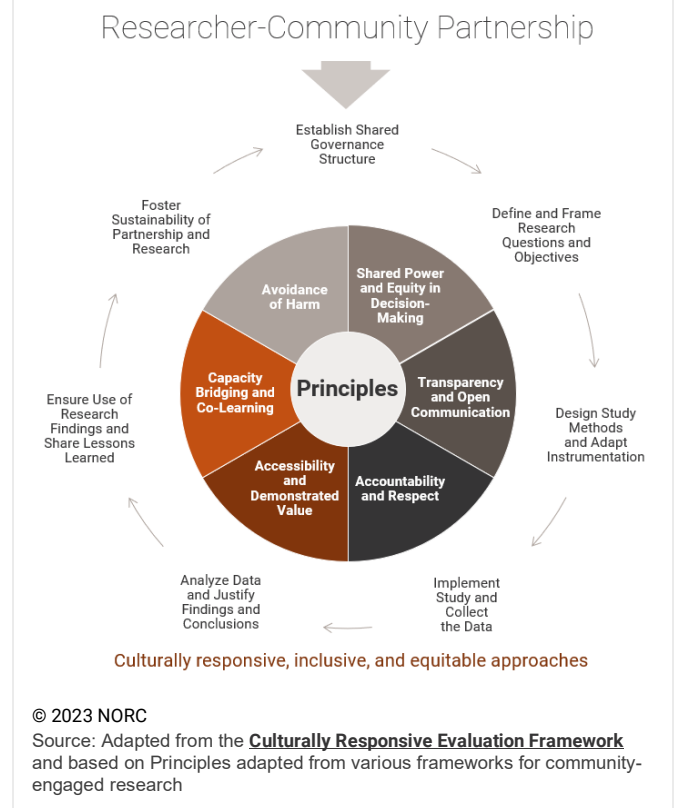 Researcher-Community Partnership
Establish Shared
Governance
Structure
Define and Frame
Research
Questions and
Objectives
Design Study
Methods
and Adapt
Instrumentation
Implement
Study and
Collect
the Data
Analyze Data
and Justify
Findings and
Conclusions
Ensure Use of
Research
Findings and
Share Lessons
Learned
Foster
Sustainability of
Partnership and
Research
Principles
Shared Power
and Equity in
Decision-
Making
Transparency
and Open
Communication
Accountability
and Respect
Accessibility
and
Demonstrated
Value
Capacity
Bridging and
Co-Learning
Avoidance
of Harm
Culturally responsive, inclusive, and equitable approaches
© 2023 NORC
Source: Adapted from the Culturally Responsive Evaluation Framework
and based on Principles adapted from various frameworks for community-
engaged research